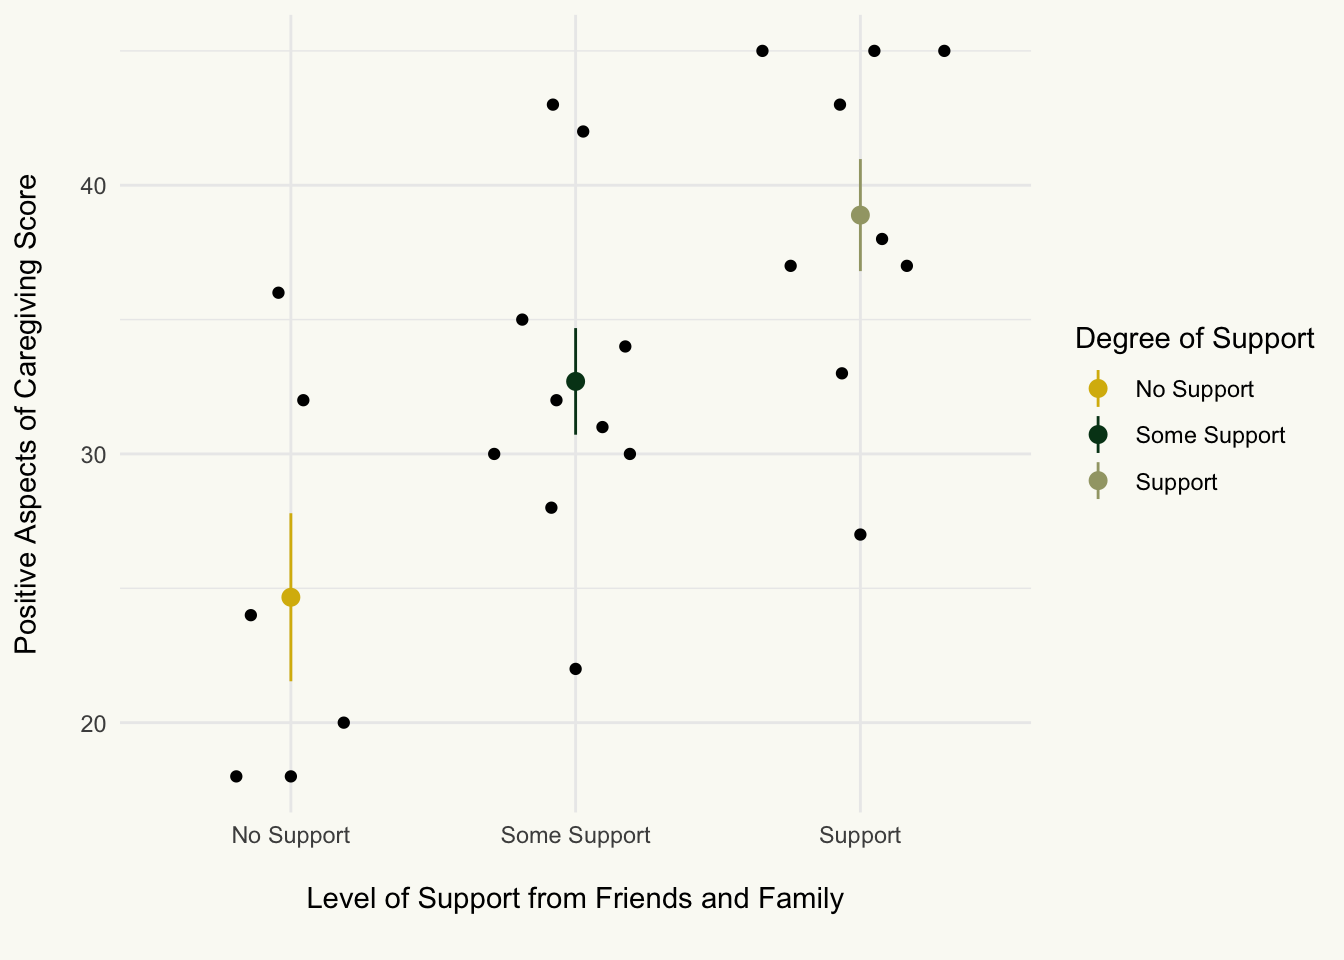 Positive Aspects of Caregiving Score
40
30
20
No Support
Some Support
Support
Level of Support from Friends and Family
Degree of Support
No Support
Some Support
Support